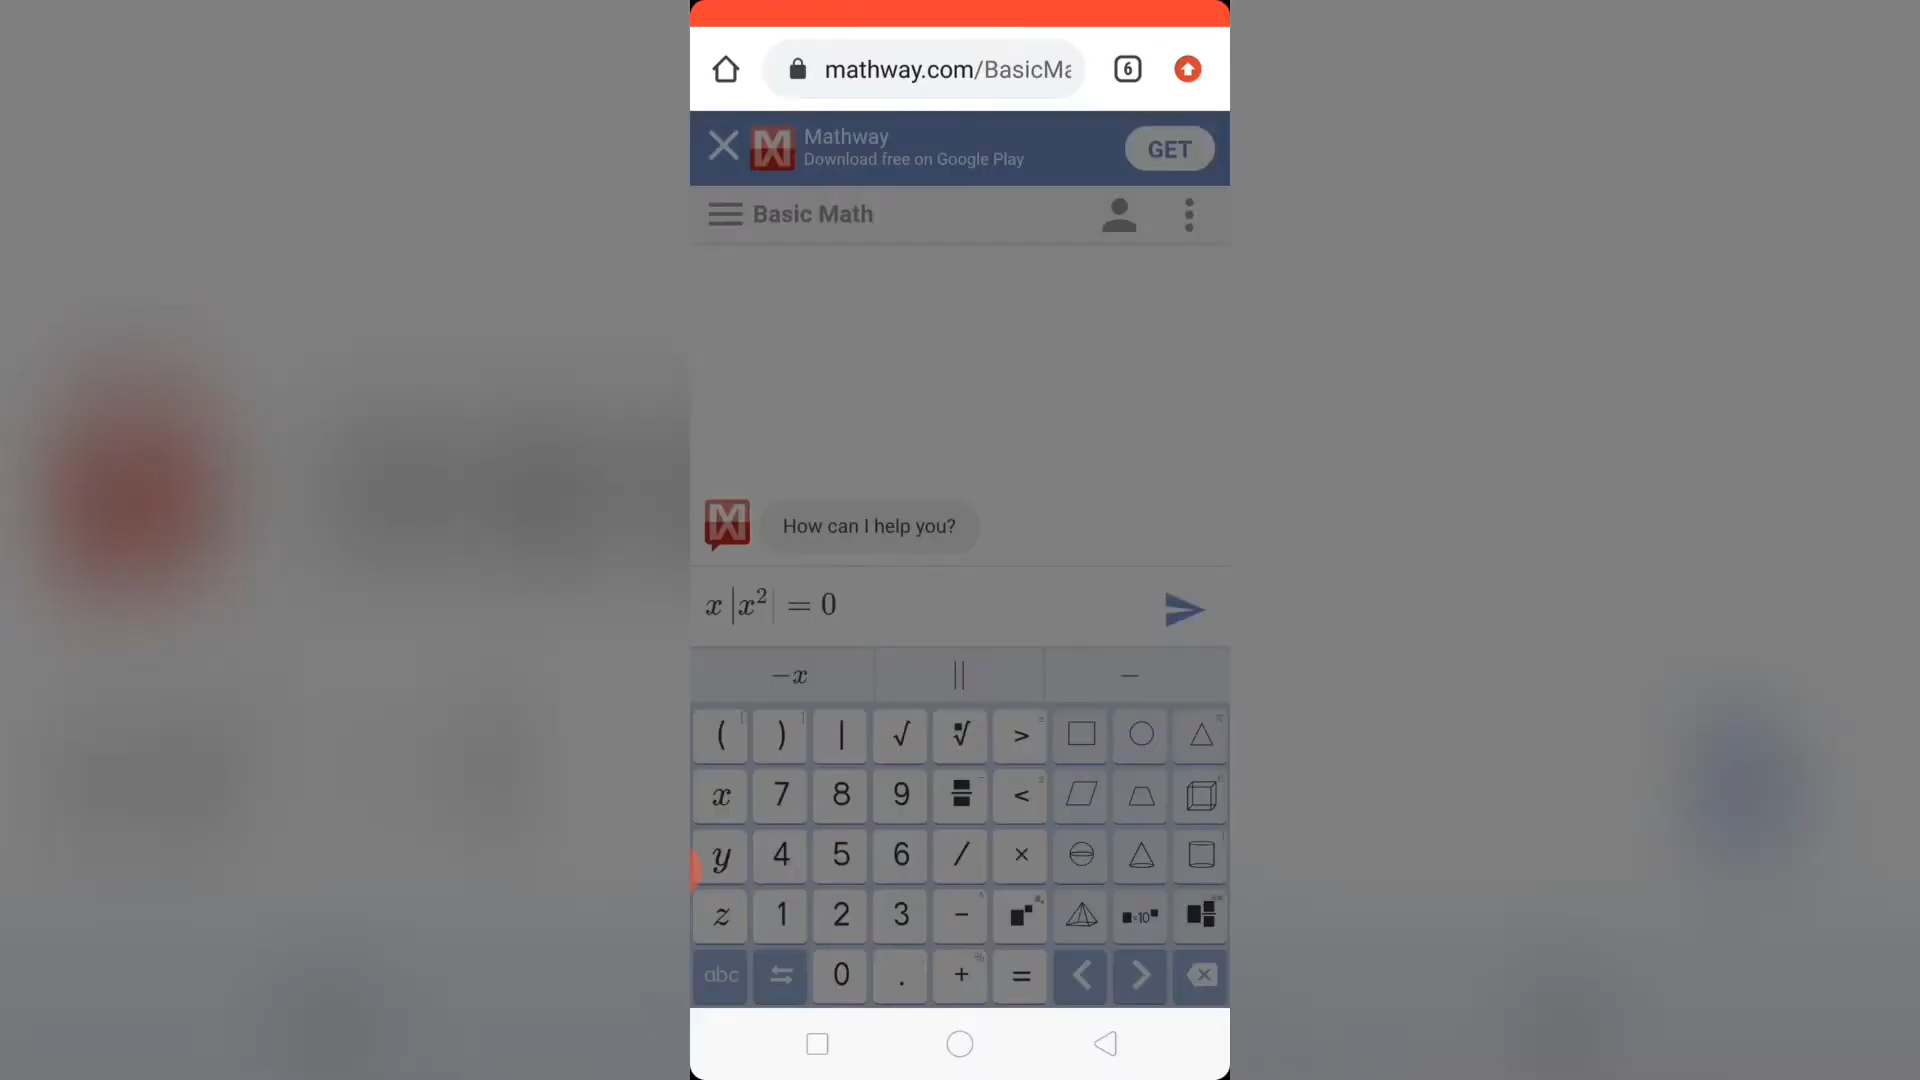 mathway.com/BasicMa
6
Mathway
Download free on Google Play
GET
Basic Math
How can I help you?
x |x²| = 0
−x || −
( ) | √ >
x 7 8 9 <
y 4 5 6 / ×
z 1 2 3 − ×10
abc 0 . + =